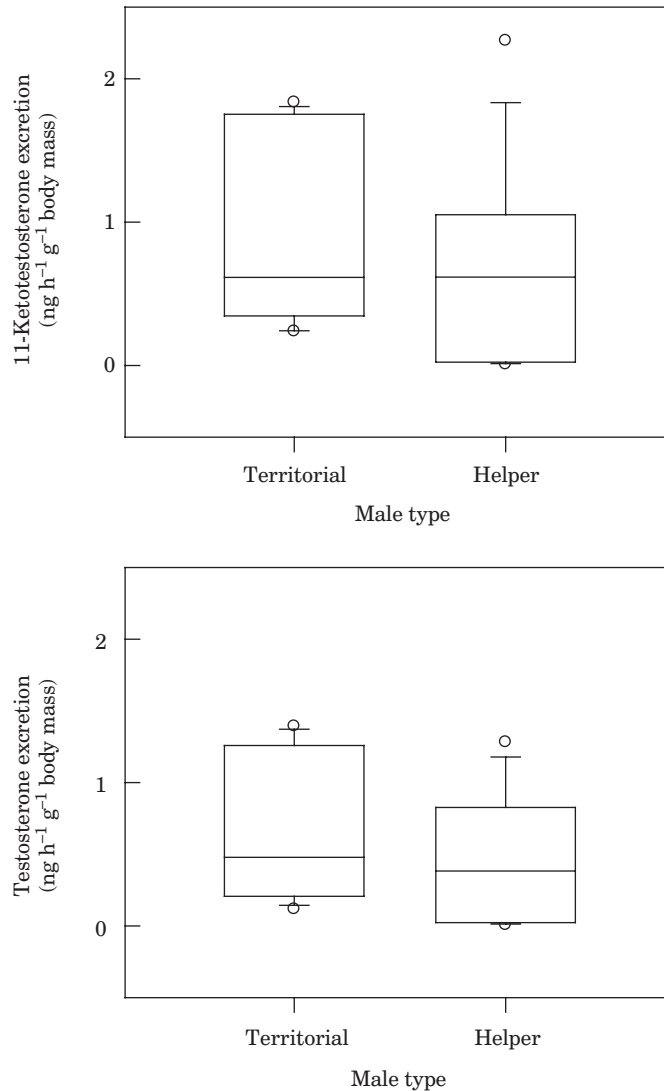 11-Ketotestosterone excretion
(ng h⁻¹ g⁻¹ body mass)
2
1
0
Territorial
Helper
Male type
Testosterone excretion
(ng h⁻¹ g⁻¹ body mass)
2
1
0
Territorial
Helper
Male type